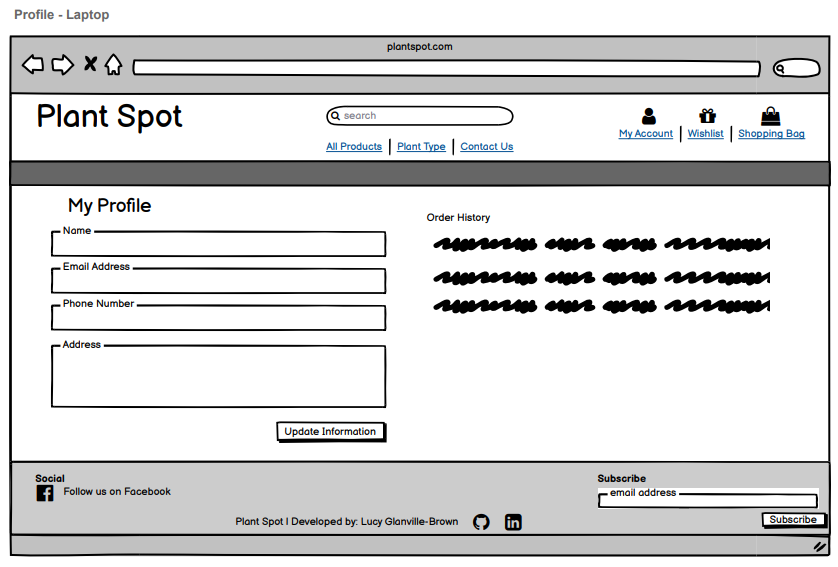 Profile - Laptop
plantspot.com
Plant Spot
search
All Products | Plant Type | Contact Us
My Account | Wishlist | Shopping Bag
My Profile
Name
Email Address
Phone Number
Address
Update Information
Order History
Social
Follow us on Facebook
Plant Spot | Developed by: Lucy Glanville-Brown
Subscribe
email address
Subscribe